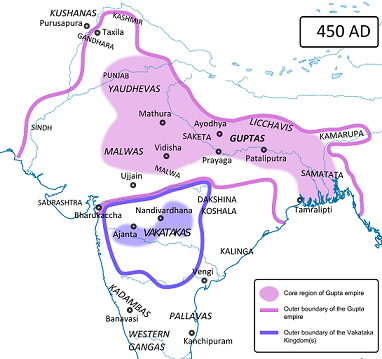 450 AD
KUSHANAS
Purusapura
KASHMIR
Taxila
GANDHARA
PUNJAB
YAUDHEVAS
Mathura
Ayodhya
LICCHAVIS
KAMARUPA
SINDH
SAKETA
GUPTAS
MALWAS
Vidisha
Prayaga
Pataliputra
Ujjain
MALWA
SAMATATA
SAURASHTRA
Bharukaccha
Nandivardhana
DAKSHINA
KOSHALA
Tamralipti
Ajanta
VAKATAKAS
KALINGA
Vengi
KADAMBAS
Banavasi
PALLAVAS
WESTERN
GANGAS
Kanchipuram
Core region of Gupta empire
Outer boundary of the Gupta
empire
Outer boundary of the Vakataka
Kingdom(s)